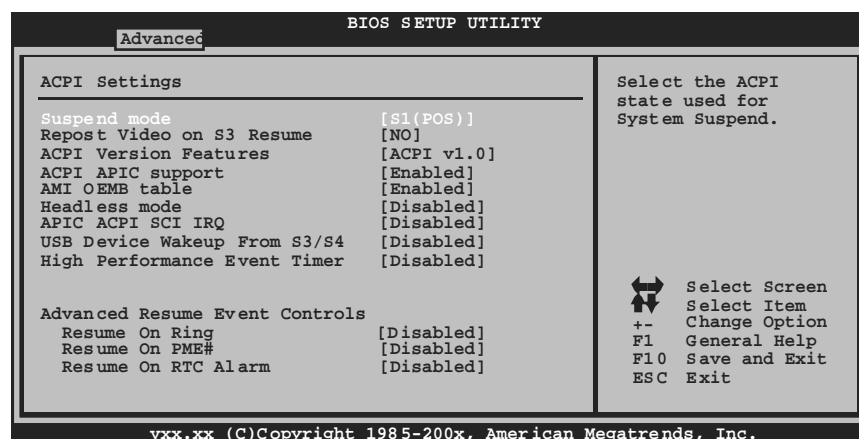 BIOS SETUP UTILITY
Advanced
ACPI Settings
Suspend mode [S1(POS)]
Repost Video on S3 Resume [NO]
ACPI Version Features [ACPI v1.0]
ACPI APIC support [Enabled]
AMI OEMB table [Enabled]
Headless mode [Disabled]
APIC ACPI SCI IRQ [Disabled]
USB Device Wakeup From S3/S4 [Disabled]
High Performance Event Timer [Disabled]
Advanced Resume Event Controls
Resume On Ring [Disabled]
Resume On PME# [Disabled]
Resume On RTC Alarm [Disabled]
Select the ACPI
state used for
System Suspend.
Select Screen
Select Item
+- Change Option
F1 General Help
F10 Save and Exit
ESC Exit
vxx.xx (C)Copyright 1985-200x, American Megatrends, Inc.